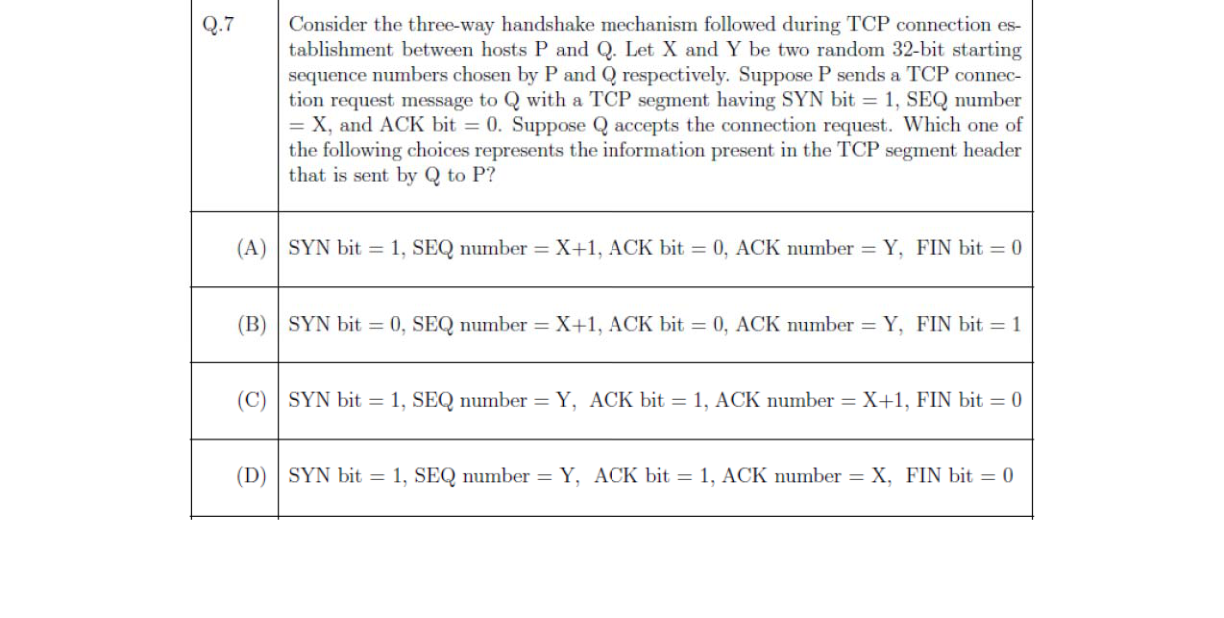 Q.7 Consider the three-way handshake mechanism followed during TCP connection es-
tablishment between hosts P and Q. Let X and Y be two random 32-bit starting
sequence numbers chosen by P and Q respectively. Suppose P sends a TCP connec-
tion request message to Q with a TCP segment having SYN bit = 1, SEQ number
= X, and ACK bit = 0. Suppose Q accepts the connection request. Which one of
the following choices represents the information present in the TCP segment header
that is sent by Q to P?
(A) SYN bit = 1, SEQ number = X+1, ACK bit = 0, ACK number = Y, FIN bit = 0
(B) SYN bit = 0, SEQ number = X+1, ACK bit = 0, ACK number = Y, FIN bit = 1
(C) SYN bit = 1, SEQ number = Y, ACK bit = 1, ACK number = X+1, FIN bit = 0
(D) SYN bit = 1, SEQ number = Y, ACK bit = 1, ACK number = X, FIN bit = 0